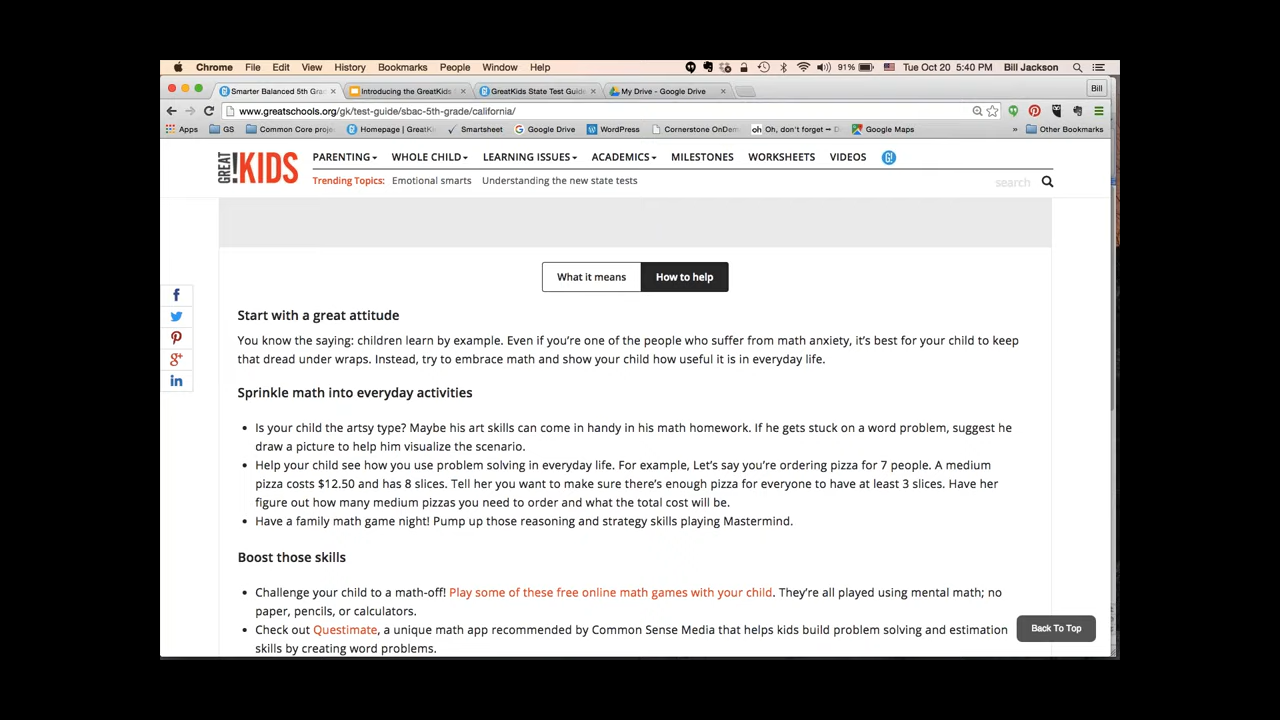 Chrome File Edit View History Bookmarks People Window Help 91% Tue Oct 20 5:40 PM Bill Jackson
Smarter Balanced 5th Gra Introducing the GreatKids GreatKids State Test Guide My Drive - Google Drive Bill
www.greatschools.org/gk/test-guide/sbac-5th-grade/california/
Apps GS Common Core proj Homepage | GreatKi Smartsheet Google Drive WordPress Cornerstone OnDem oh Oh, don't forget — D Google Maps » Other Bookmarks
GREAT!KIDS PARENTING WHOLE CHILD LEARNING ISSUES ACADEMICS MILESTONES WORKSHEETS VIDEOS G!
Trending Topics: Emotional smarts Understanding the new state tests search
What it means How to help
Start with a great attitude
You know the saying: children learn by example. Even if you're one of the people who suffer from math anxiety, it's best for your child to keep
that dread under wraps. Instead, try to embrace math and show your child how useful it is in everyday life.
Sprinkle math into everyday activities
• Is your child the artsy type? Maybe his art skills can come in handy in his math homework. If he gets stuck on a word problem, suggest he
draw a picture to help him visualize the scenario.
• Help your child see how you use problem solving in everyday life. For example, Let's say you're ordering pizza for 7 people. A medium
pizza costs $12.50 and has 8 slices. Tell her you want to make sure there's enough pizza for everyone to have at least 3 slices. Have her
figure out how many medium pizzas you need to order and what the total cost will be.
• Have a family math game night! Pump up those reasoning and strategy skills playing Mastermind.
Boost those skills
• Challenge your child to a math-off! Play some of these free online math games with your child. They're all played using mental math; no
paper, pencils, or calculators.
• Check out Questimate, a unique math app recommended by Common Sense Media that helps kids build problem solving and estimation
skills by creating word problems.
Back To Top